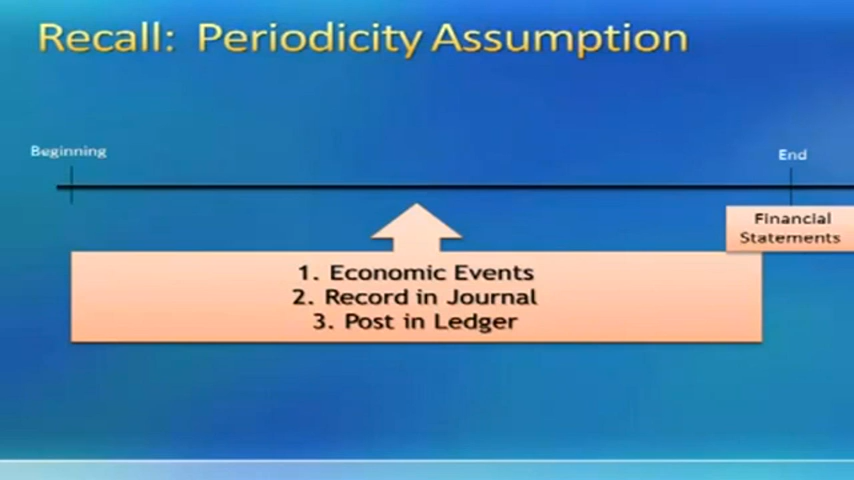 Recall: Periodicity Assumption
Beginning
End
Financial
Statements
1. Economic Events
2. Record in Journal
3. Post in Ledger